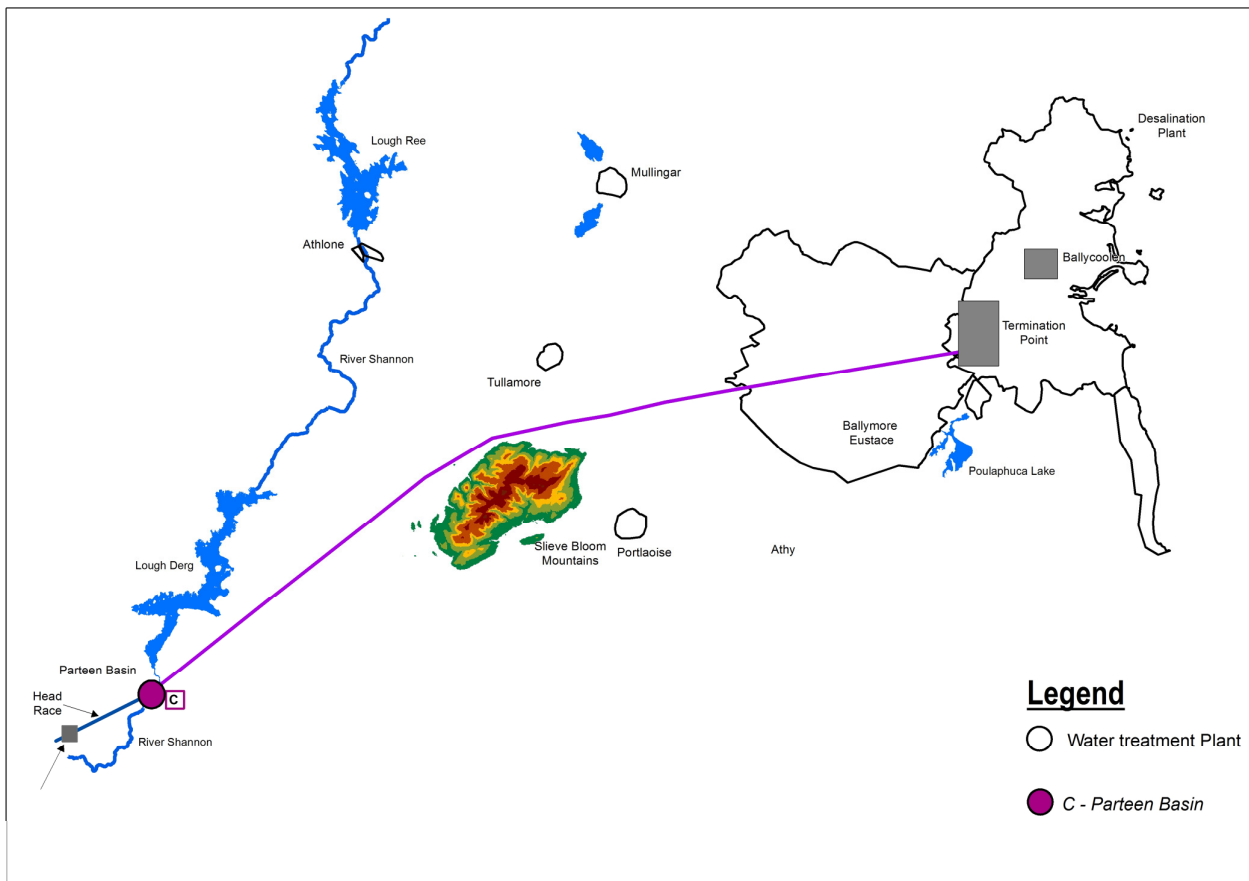 Desalination
Plant
Lough Ree
Mullingar
Athlone
Ballycoolen
River Shannon
Termination
Point
Tullamore
Ballymore
Eustace
Poulaphuca Lake
Slieve Bloom
Mountains
Portlaoise
Athy
Lough Derg
Parteen Basin
Head
Race
C
River Shannon
Legend
Water treatment Plant
C - Parteen Basin